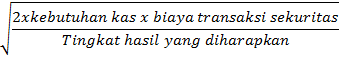 2xkebutuhan kas x biaya transaksi sekuritas
Tingkat hasil yang diharapkan